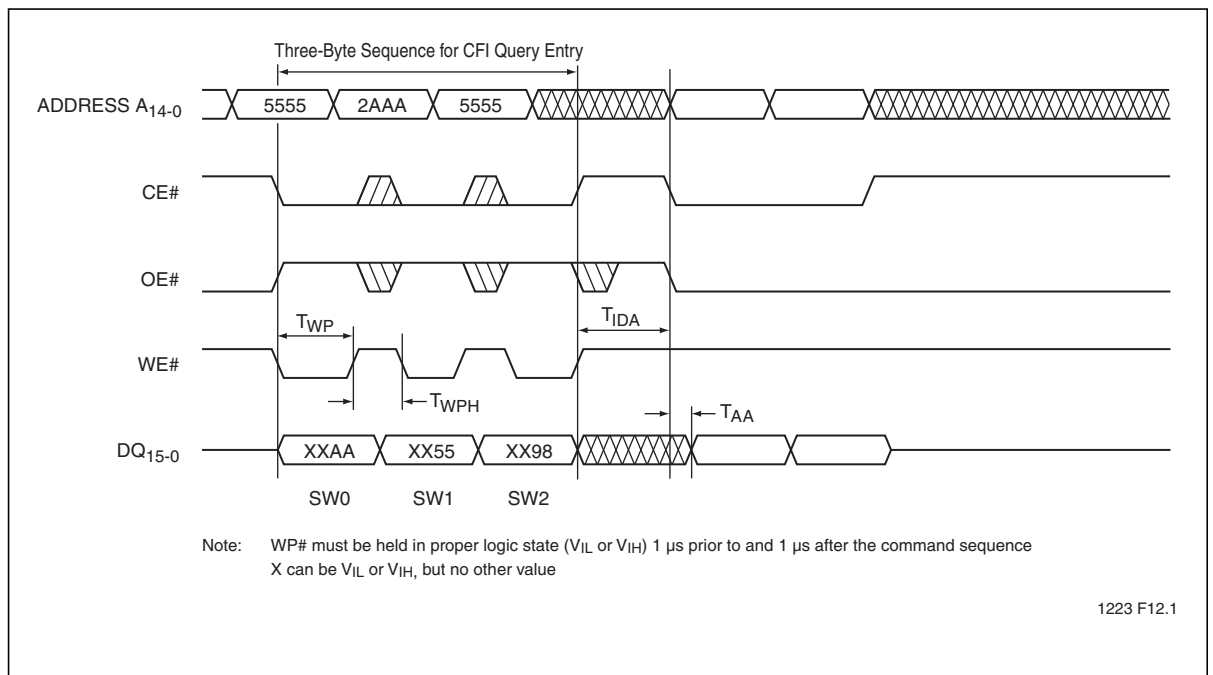 Three-Byte Sequence for CFI Query Entry
ADDRESS A14-0
5555 2AAA 5555
CE#
OE#
TWP TIDA
WE#
TWPH TAA
DQ15-0
XXAA XX55 XX98
SW0 SW1 SW2
Note: WP# must be held in proper logic state (VIL or VIH) 1 µs prior to and 1 µs after the command sequence
X can be VIL or VIH, but no other value
1223 F12.1